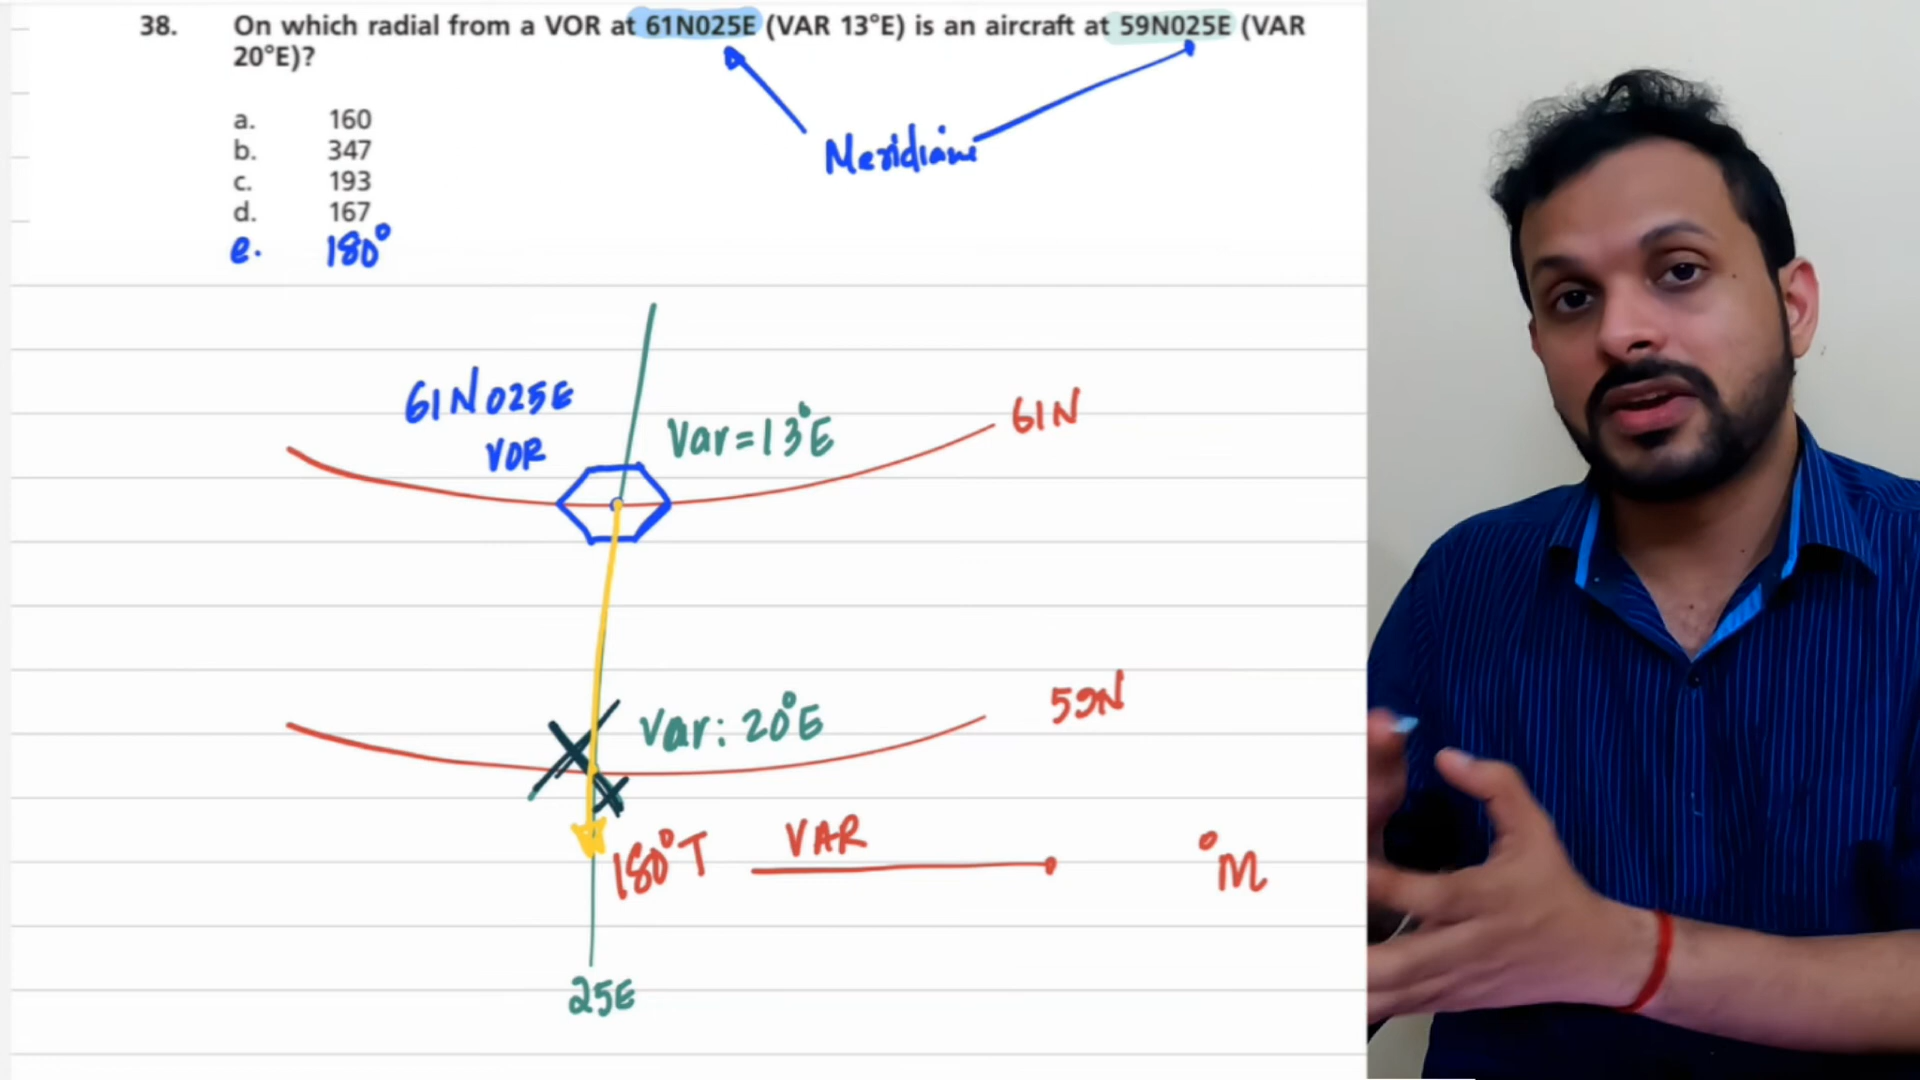 38. On which radial from a VOR at 61N025E (VAR 13°E) is an aircraft at 59N025E (VAR
20°E)?
a. 160
b. 347
c. 193
d. 167
e. 180°
Meridians
61N025E
VOR
Var=13°E
61N
Var: 20°E
59N
180°T
VAR
°M
25E